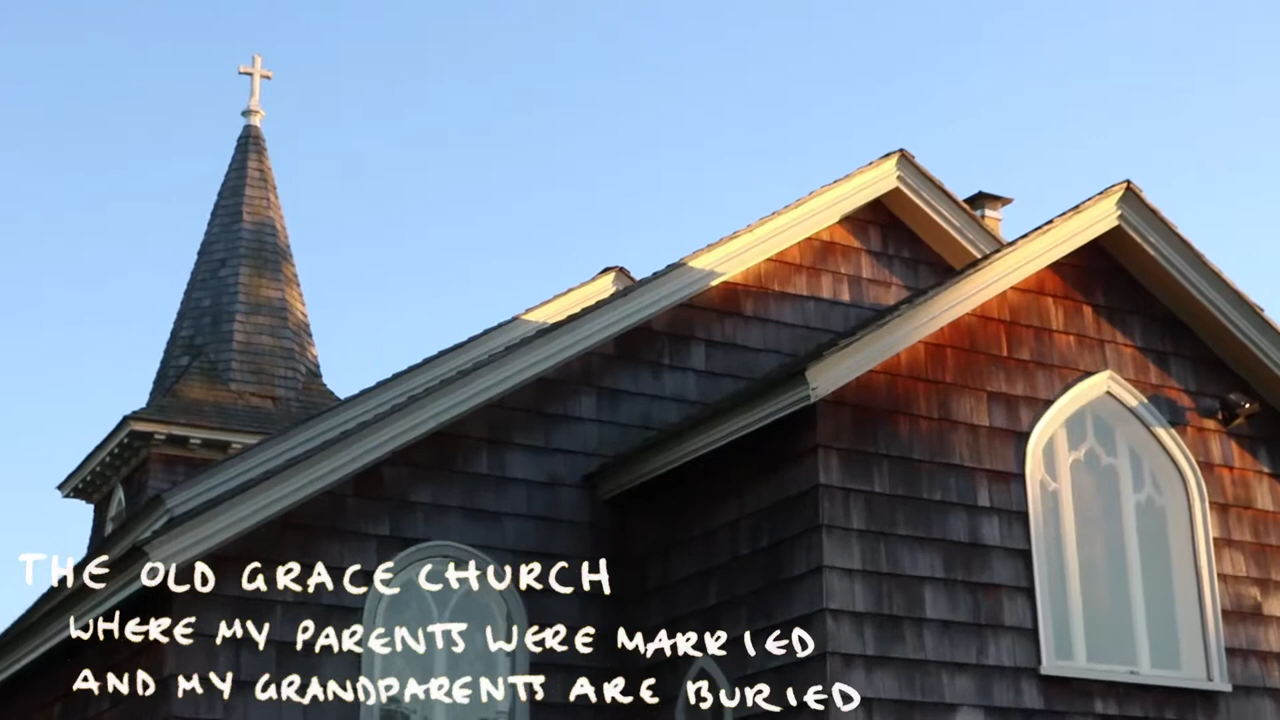 THE OLD GRACE CHURCH
WHERE MY PARENTS WERE MARRIED
AND MY GRANDPARENTS ARE BURIED